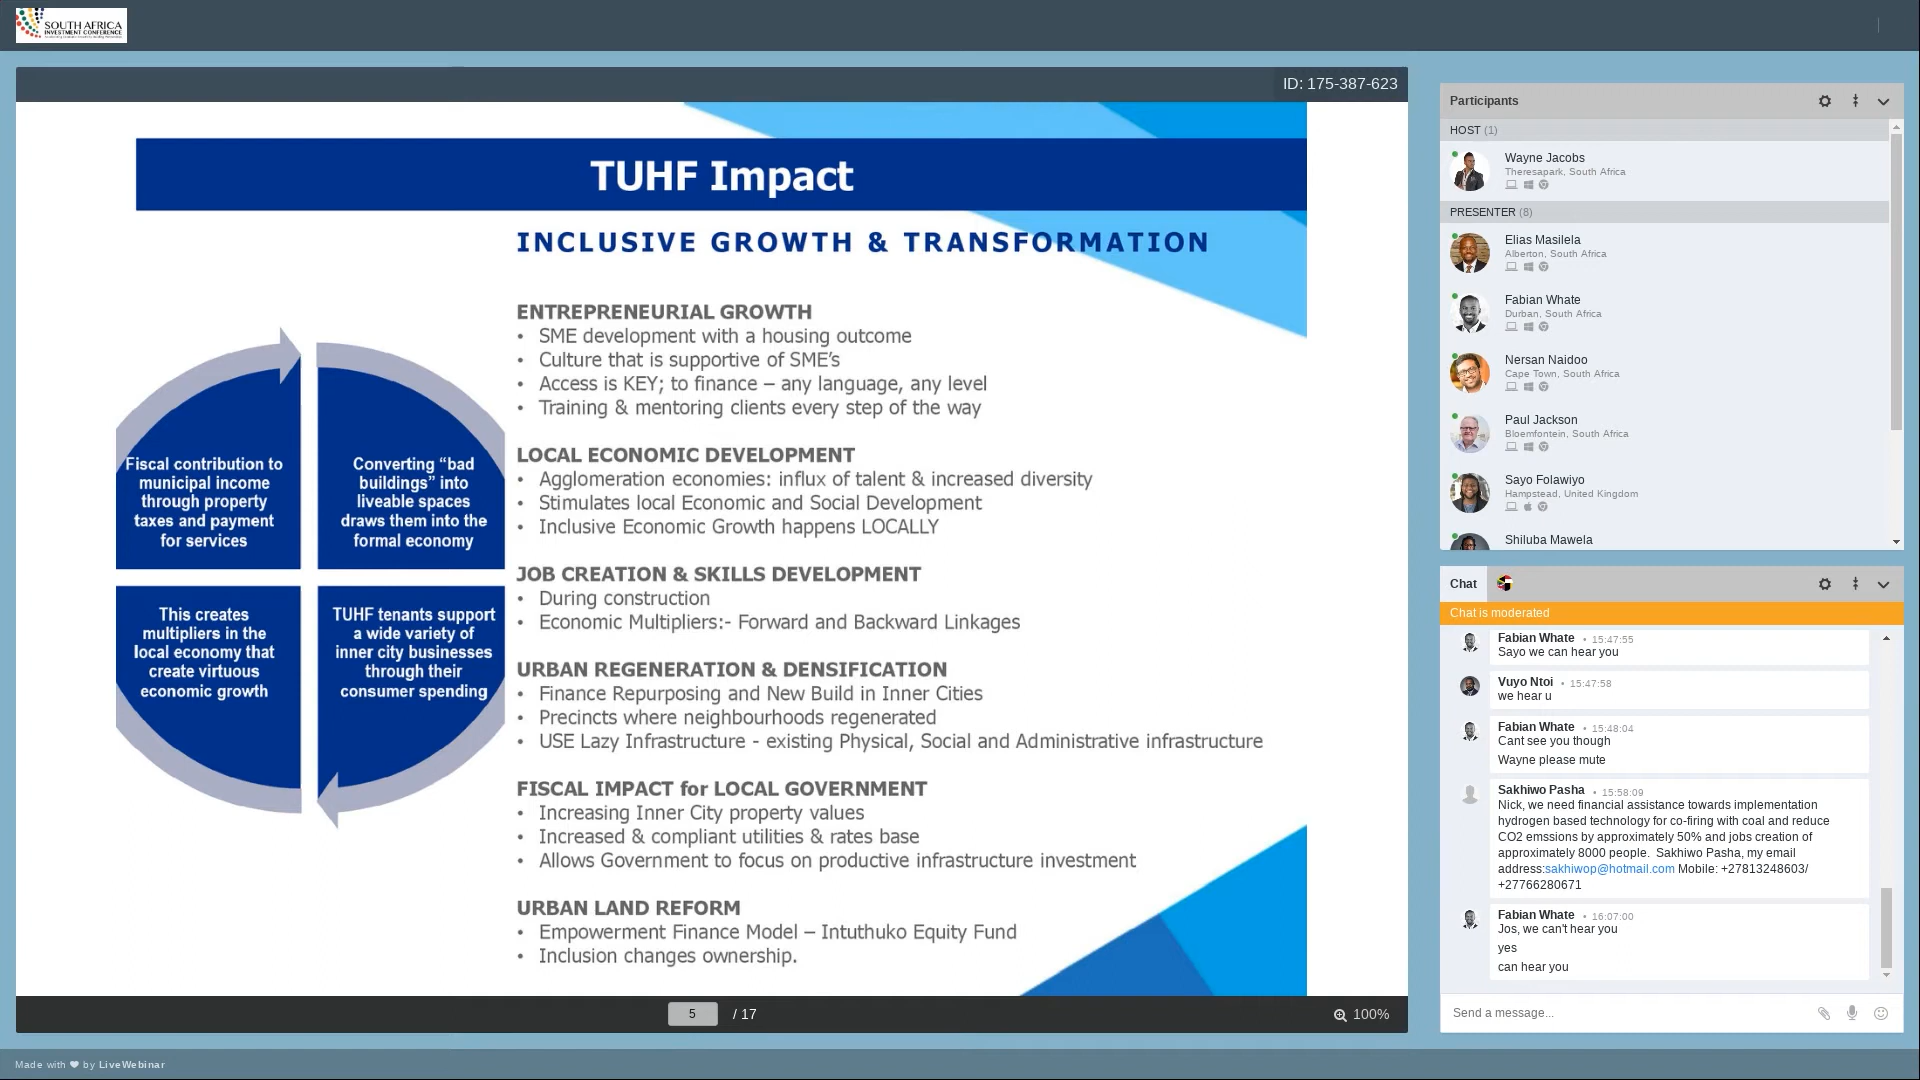 SOUTH AFRICA
INVESTMENT CONFERENCE
ID: 175-387-623
TUHF Impact
INCLUSIVE GROWTH & TRANSFORMATION
Fiscal contribution to
municipal income
through property
taxes and payment
for services
Converting “bad
buildings” into
liveable spaces
draws them into the
formal economy
This creates
multipliers in the
local economy that
create virtuous
economic growth
TUHF tenants support
a wide variety of
inner city businesses
through their
consumer spending
ENTREPRENEURIAL GROWTH
• SME development with a housing outcome
• Culture that is supportive of SME’s
• Access is KEY; to finance – any language, any level
• Training & mentoring clients every step of the way
LOCAL ECONOMIC DEVELOPMENT
• Agglomeration economies: influx of talent & increased diversity
• Stimulates local Economic and Social Development
• Inclusive Economic Growth happens LOCALLY
JOB CREATION & SKILLS DEVELOPMENT
• During construction
• Economic Multipliers:- Forward and Backward Linkages
URBAN REGENERATION & DENSIFICATION
• Finance Repurposing and New Build in Inner Cities
• Precincts where neighbourhoods regenerated
• USE Lazy Infrastructure - existing Physical, Social and Administrative infrastructure
FISCAL IMPACT for LOCAL GOVERNMENT
• Increasing Inner City property values
• Increased & compliant utilities & rates base
• Allows Government to focus on productive infrastructure investment
URBAN LAND REFORM
• Empowerment Finance Model – Intuthuko Equity Fund
• Inclusion changes ownership.
5 / 17
100%
Participants
HOST (1)
Wayne Jacobs
Theresapark, South Africa
PRESENTER (8)
Elias Masilela
Alberton, South Africa
Fabian Whate
Durban, South Africa
Nersan Naidoo
Cape Town, South Africa
Paul Jackson
Bloemfontein, South Africa
Sayo Folawiyo
Hampstead, United Kingdom
Shiluba Mawela
Chat
Chat is moderated
Fabian Whate • 15:47:55
Sayo we can hear you
Vuyo Ntoi • 15:47:58
we hear u
Fabian Whate • 15:48:04
Cant see you though
Wayne please mute
Sakhiwo Pasha • 15:58:09
Nick, we need financial assistance towards implementation
hydrogen based technology for co-firing with coal and reduce
CO2 emssions by approximately 50% and jobs creation of
approximately 8000 people.  Sakhiwo Pasha, my email
address:sakhiwop@hotmail.com Mobile: +27813248603/
+27766280671
Fabian Whate • 16:07:00
Jos, we can't hear you
yes
can hear you
Send a message...
Made with ❤ by LiveWebinar